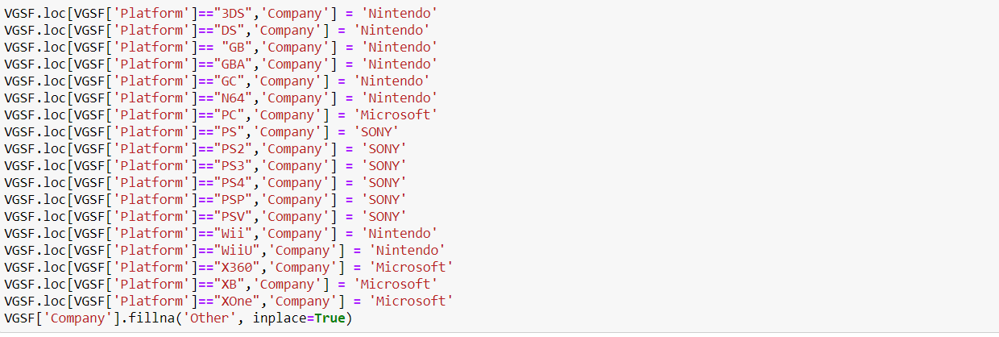 VGSF.loc[VGSF['Platform']=="3DS",'Company'] = 'Nintendo'
VGSF.loc[VGSF['Platform']=="DS",'Company'] = 'Nintendo'
VGSF.loc[VGSF['Platform']== "GB",'Company'] = 'Nintendo'
VGSF.loc[VGSF['Platform']=="GBA",'Company'] = 'Nintendo'
VGSF.loc[VGSF['Platform']=="GC",'Company'] = 'Nintendo'
VGSF.loc[VGSF['Platform']=="N64",'Company'] = 'Nintendo'
VGSF.loc[VGSF['Platform']=="PC",'Company'] = 'Microsoft'
VGSF.loc[VGSF['Platform']=="PS",'Company'] = 'SONY'
VGSF.loc[VGSF['Platform']=="PS2",'Company'] = 'SONY'
VGSF.loc[VGSF['Platform']=="PS3",'Company'] = 'SONY'
VGSF.loc[VGSF['Platform']=="PS4",'Company'] = 'SONY'
VGSF.loc[VGSF['Platform']=="PSP",'Company'] = 'SONY'
VGSF.loc[VGSF['Platform']=="PSV",'Company'] = 'SONY'
VGSF.loc[VGSF['Platform']=="Wii",'Company'] = 'Nintendo'
VGSF.loc[VGSF['Platform']=="WiiU",'Company'] = 'Nintendo'
VGSF.loc[VGSF['Platform']=="X360",'Company'] = 'Microsoft'
VGSF.loc[VGSF['Platform']=="XB",'Company'] = 'Microsoft'
VGSF.loc[VGSF['Platform']=="XOne",'Company'] = 'Microsoft'
VGSF['Company'].fillna('Other', inplace=True)